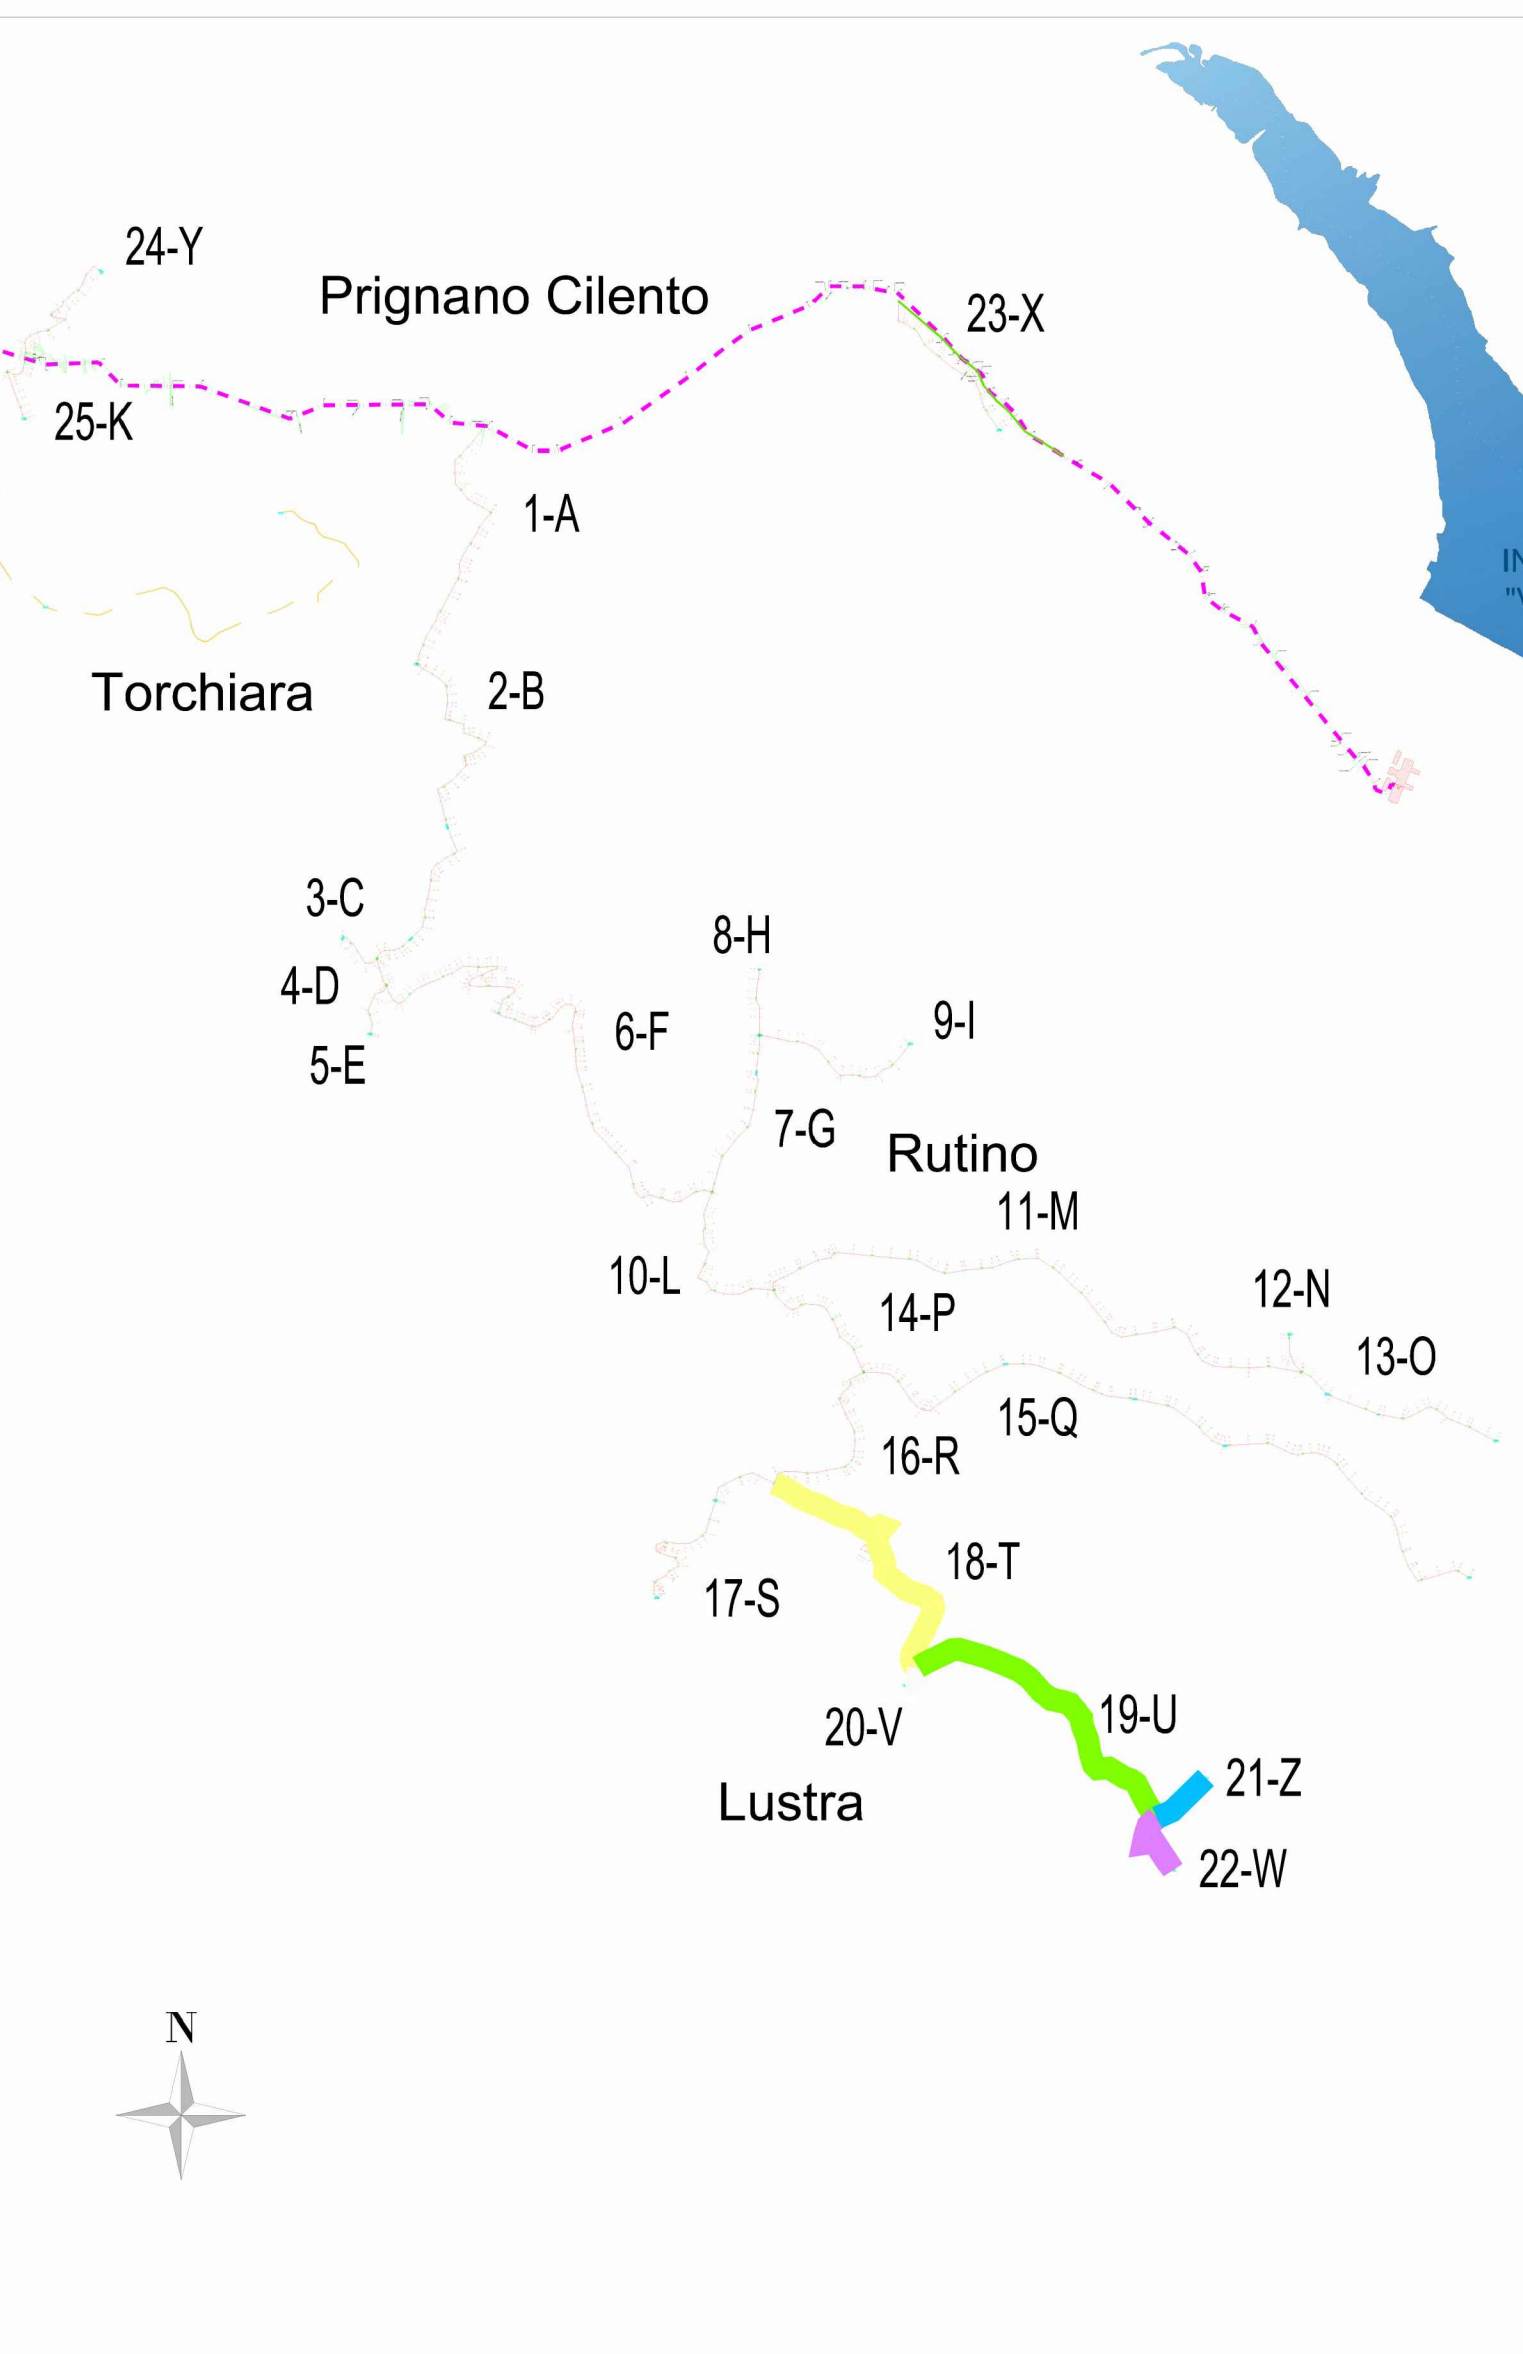 24-Y
Prignano Cilento
23-X
25-K
1-A
IN
"V
2-B
Torchiara
3-C
8-H
4-D
9-I
6-F
5-E
7-G
Rutino
11-M
10-L
12-N
14-P
13-O
15-Q
16-R
18-T
17-S
19-U
20-V
21-Z
Lustra
22-W
N